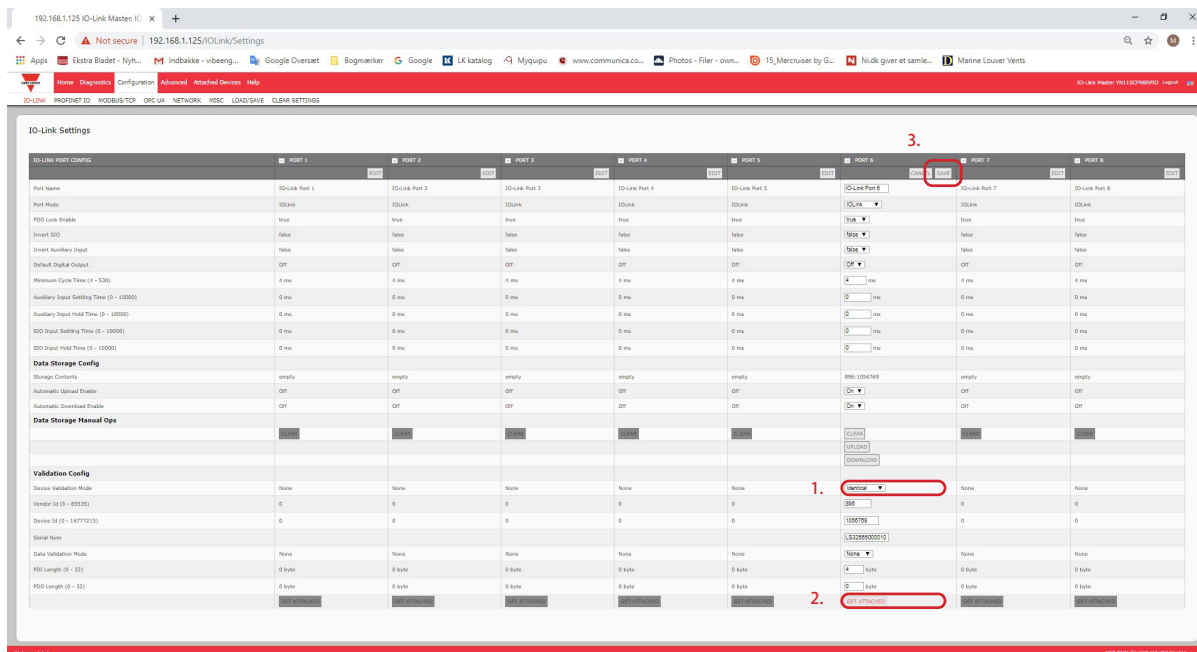 192.168.1.125 IO-Link Master: IO
Not secure | 192.168.1.125/IOLink/Settings
Apps Ekstra Bladet - Nyh... Indbakke - vibeeng... Google Oversæt Bogmærker Google LK katalog Myquipu www.communica.co... Photos - Filer - own... 15_Mercruiser by G... Ni.dk giver et samle... Marine Louver Vents
Home Diagnostics Configuration Advanced Attached Devices Help Logout
IO-LINK PROFINET IO MODBUS/TCP OPC UA NETWORK MISC LOAD/SAVE CLEAR SETTINGS
IO-Link Settings
3.
IO-LINK PORT CONFIG PORT 1 PORT 2 PORT 3 PORT 4 PORT 5 PORT 6 PORT 7 PORT 8
EDIT EDIT EDIT EDIT EDIT CANCEL SAVE EDIT EDIT
Port Name IO-Link Port 1 IO-Link Port 2 IO-Link Port 3 IO-Link Port 4 IO-Link Port 5 IO-Link Port 6 IO-Link Port 7 IO-Link Port 8
Port Mode IOLink IOLink IOLink IOLink IOLink IOLink IOLink IOLink
PDO Lock Enable true true true true true true true true
Invert SIO false false false false false false false false
Invert Auxiliary Input false false false false false false false false
Default Digital Output Off Off Off Off Off Off Off Off
Minimum Cycle Time (4 - 538) 4 ms 4 ms 4 ms 4 ms 4 ms 4 ms 4 ms 4 ms
Auxiliary Input Settling Time (0 - 10000) 0 ms 0 ms 0 ms 0 ms 0 ms 0 ms 0 ms 0 ms
Auxiliary Input Hold Time (0 - 10000) 0 ms 0 ms 0 ms 0 ms 0 ms 0 ms 0 ms 0 ms
SIO Input Settling Time (0 - 10000) 0 ms 0 ms 0 ms 0 ms 0 ms 0 ms 0 ms 0 ms
SIO Input Hold Time (0 - 10000) 0 ms 0 ms 0 ms 0 ms 0 ms 0 ms 0 ms 0 ms
Data Storage Config
Storage Contents empty empty empty empty empty 896:1056769 empty empty
Automatic Upload Enable Off Off Off Off Off On Off Off
Automatic Download Enable Off Off Off Off Off On Off Off
Data Storage Manual Ops
CLEAR CLEAR CLEAR CLEAR CLEAR CLEAR CLEAR CLEAR
UPLOAD
DOWNLOAD
Validation Config
Device Validation Mode None None None None None 1. Identical None None
Vendor Id (0 - 65535) 0 0 0 0 0 896 0 0
Device Id (0 - 16777215) 0 0 0 0 0 1056769 0 0
Serial Num LS32666000010
Data Validation Mode None None None None None None None None
PDI Length (0 - 32) 0 byte 0 byte 0 byte 0 byte 0 byte 4 byte 0 byte 0 byte
PDO Length (0 - 32) 0 byte 0 byte 0 byte 0 byte 0 byte 0 byte 0 byte 0 byte
GET ATTACHED GET ATTACHED GET ATTACHED GET ATTACHED GET ATTACHED 2. GET ATTACHED GET ATTACHED GET ATTACHED